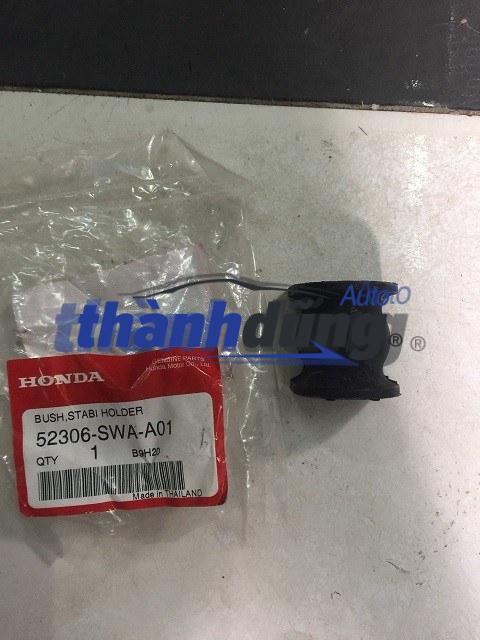 Auto
tthànhdũng
®
®
GENUINE PARTS
Honda Motor Co., Ltd.
HONDA
BUSH,STABI HOLDER
52306-SWA-A01
QTY 1 B9H20
Made in THAILAND